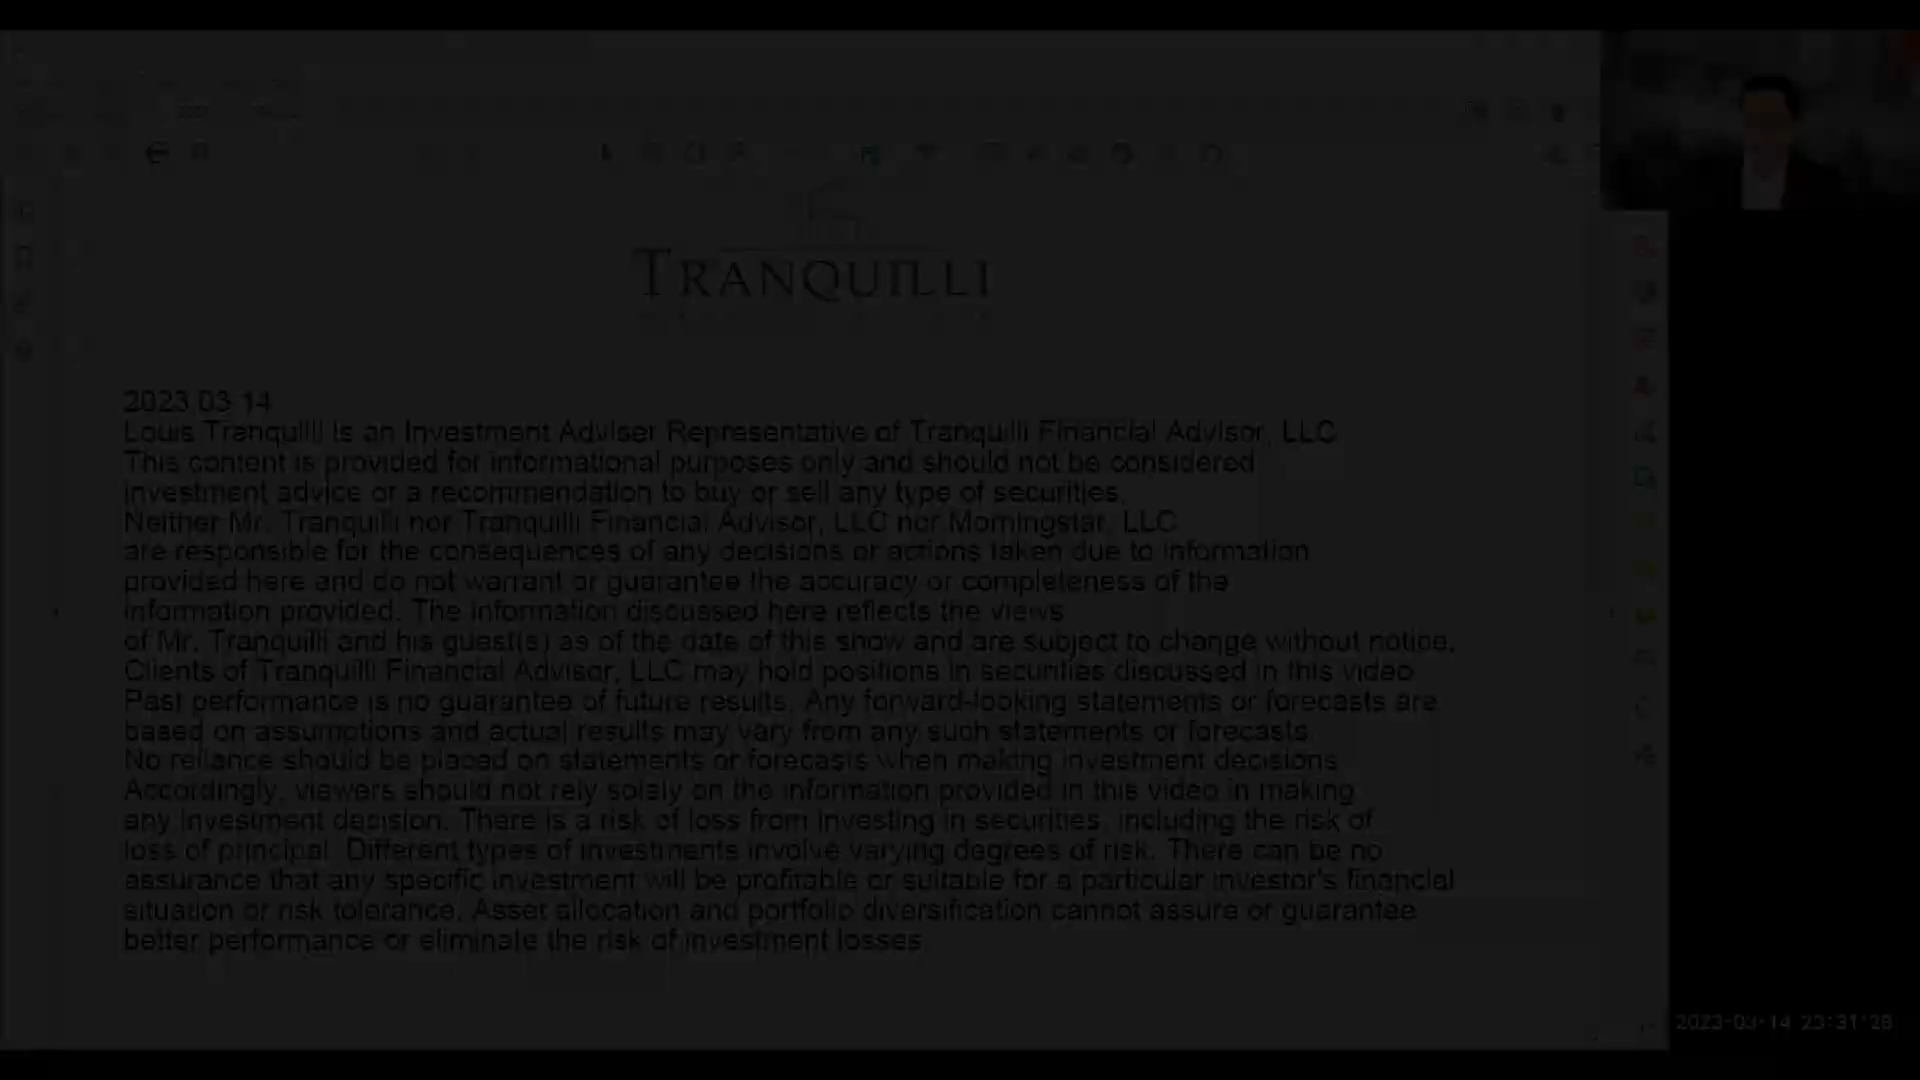 TRANQUILLI
2023 03 14
Louis Tranquilli is an Investment Adviser Representative of Tranquilli Financial Advisor, LLC
This content is provided for informational purposes only and should not be considered
investment advice or a recommendation to buy or sell any type of securities.
Neither Mr. Tranquilli nor Tranquilli Financial Advisor, LLC nor Morningstar, LLC
are responsible for the consequences of any decisions or actions taken due to information
provided here and do not warrant or guarantee the accuracy or completeness of the
information provided. The information discussed here reflects the views
of Mr. Tranquilli and his guest(s) as of the date of this show and are subject to change without notice.
Clients of Tranquilli Financial Advisor, LLC may hold positions in securities discussed in this video
Past performance is no guarantee of future results. Any forward-looking statements or forecasts are
based on assumptions and actual results may vary from any such statements or forecasts.
No reliance should be placed on statements or forecasts when making investment decisions
Accordingly, viewers should not rely solely on the information provided in this video in making
any investment decision. There is a risk of loss from investing in securities, including the risk of
loss of principal. Different types of investments involve varying degrees of risk. There can be no
assurance that any specific investment will be profitable or suitable for a particular investor's financial
situation or risk tolerance. Asset allocation and portfolio diversification cannot assure or guarantee
better performance or eliminate the risk of investment losses
2023-03-14 23:31:28